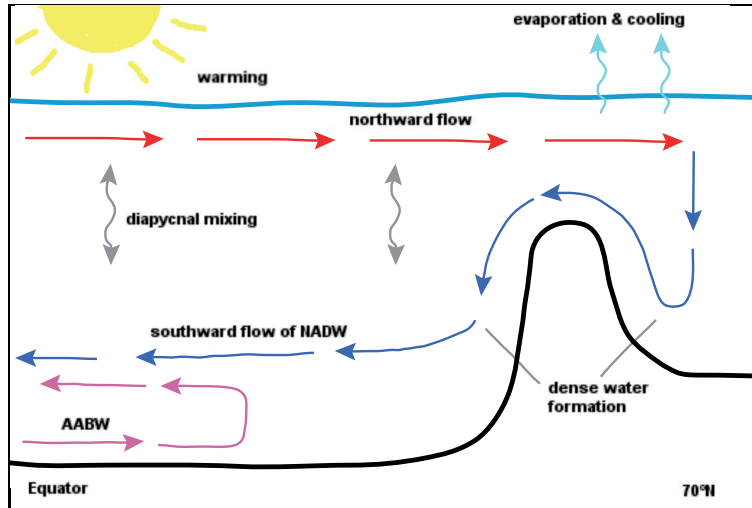 evaporation & cooling
warming
northward flow
diapycnal mixing
southward flow of NADW
dense water
formation
AABW
Equator
70°N